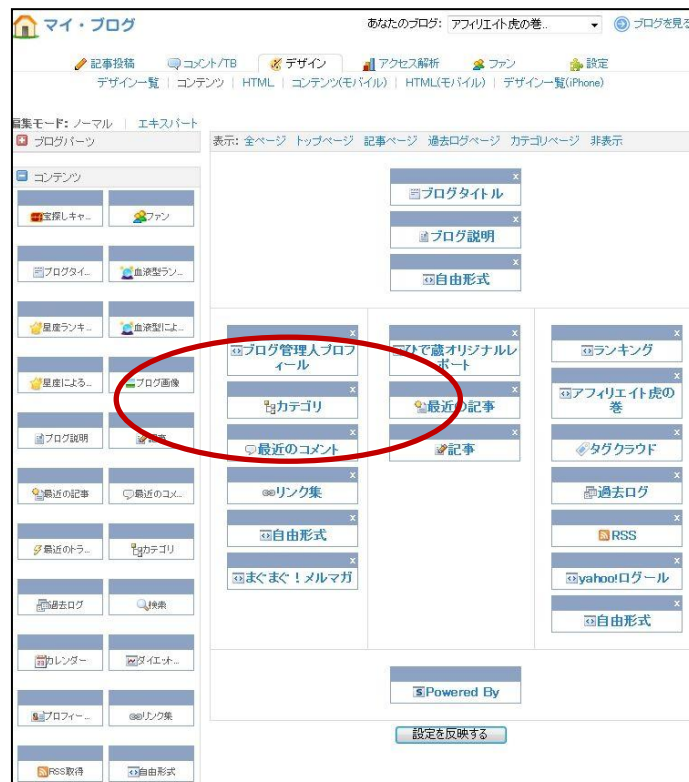 マイ・ブログ
あなたのブログ: アフィリエイト虎の巻.. ブログを見る
記事投稿 コメント/TB デザイン アクセス解析 ファン 設定
デザイン一覧 | コンテンツ | HTML | コンテンツ(モバイル) | HTML(モバイル) | デザイン一覧(iPhone)
編集モード: ノーマル | エキスパート
ブログパーツ
表示: 全ページ トップページ 記事ページ 過去ログページ カテゴリページ 非表示
コンテンツ
宝探しキャ... ファン
ブログタイ... 血液型ラン...
星座ランキ... 血液型によ...
星座による... ブログ画像
ブログ説明 記事
最近の記事 最近のコメ...
最近のトラ... カテゴリ
過去ログ 検索
カレンダー ダイエット...
プロフィー... リンク集
RSS取得 自由形式
x
ブログタイトル
x
ブログ説明
x
自由形式
x
ブログ管理人プロフィール
x
カテゴリ
x
最近のコメント
x
リンク集
x
自由形式
x
まぐまぐ！メルマガ
x
ひで蔵オリジナルレポート
x
最近の記事
x
記事
x
ランキング
x
アフィリエイト虎の巻
x
タグクラウド
x
過去ログ
x
RSS
x
yahoo!ログール
x
自由形式
Powered By
設定を反映する